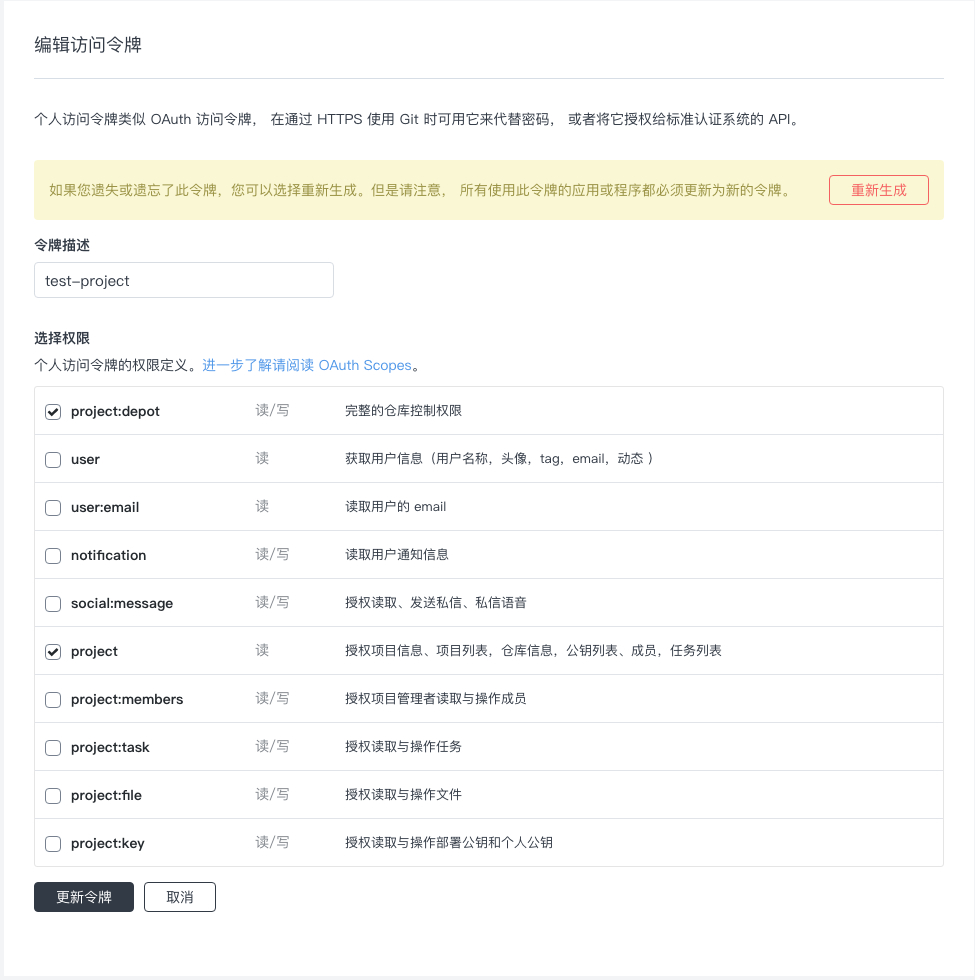 编辑访问令牌
个人访问令牌类似 OAuth 访问令牌， 在通过 HTTPS 使用 Git 时可用它来代替密码， 或者将它授权给标准认证系统的 API。
如果您遗失或遗忘了此令牌，您可以选择重新生成。但是请注意， 所有使用此令牌的应用或程序都必须更新为新的令牌。 重新生成
令牌描述
test-project
选择权限
个人访问令牌的权限定义。进一步了解请阅读 OAuth Scopes。
project:depot 读/写 完整的仓库控制权限
user 读 获取用户信息（用户名称，头像，tag，email，动态 ）
user:email 读 读取用户的 email
notification 读/写 读取用户通知信息
social:message 读/写 授权读取、发送私信、私信语音
project 读 授权项目信息、项目列表，仓库信息，公钥列表、成员，任务列表
project:members 读/写 授权项目管理者读取与操作成员
project:task 读/写 授权读取与操作任务
project:file 读/写 授权读取与操作文件
project:key 读/写 授权读取与操作部署公钥和个人公钥
更新令牌 取消